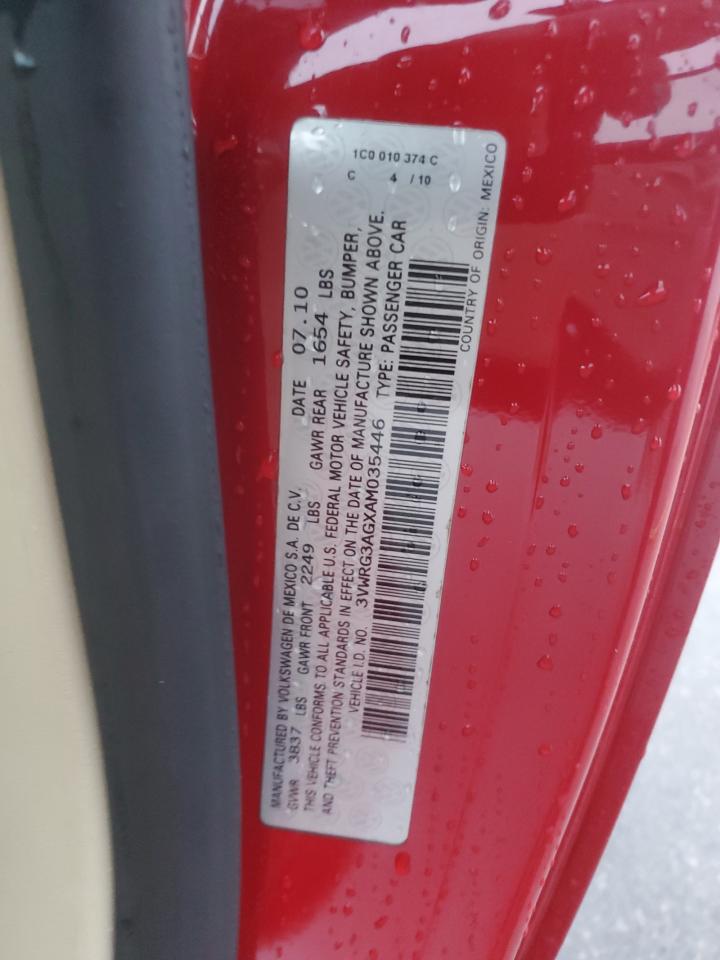 MANUFACTURED BY VOLKSWAGEN DE MEXICO S.A. DE C.V. DATE 07.10
GVWR 3837 LBS GAWR FRONT 2249 LBS GAWR REAR 1654 LBS
THIS VEHICLE CONFORMS TO ALL APPLICABLE U.S. FEDERAL MOTOR VEHICLE SAFETY, BUMPER,
AND THEFT PREVENTION STANDARDS IN EFFECT ON THE DATE OF MANUFACTURE SHOWN ABOVE.
VEHICLE I.D. NO. 3VWRG3AGXAM035446 TYPE: PASSENGER CAR
COUNTRY OF ORIGIN: MEXICO
1C0 010 374 C
C 4 /10